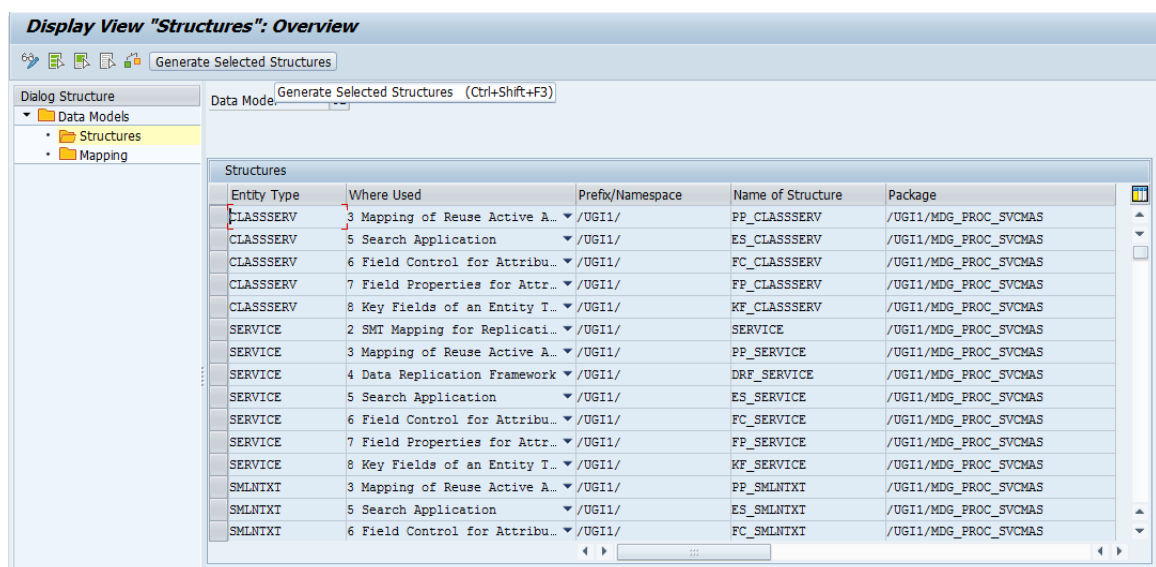 Display View "Structures": Overview
Generate Selected Structures
Dialog Structure
Data Models
Structures
Mapping
Data Model
Generate Selected Structures (Ctrl+Shift+F3)
Structures
Entity Type Where Used Prefix/Namespace Name of Structure Package
CLASSSERV 3 Mapping of Reuse Active A… /UGI1/ PP_CLASSSERV /UGI1/MDG_PROC_SVCMAS
CLASSSERV 5 Search Application /UGI1/ ES_CLASSSERV /UGI1/MDG_PROC_SVCMAS
CLASSSERV 6 Field Control for Attribu… /UGI1/ FC_CLASSSERV /UGI1/MDG_PROC_SVCMAS
CLASSSERV 7 Field Properties for Attr… /UGI1/ FP_CLASSSERV /UGI1/MDG_PROC_SVCMAS
CLASSSERV 8 Key Fields of an Entity T… /UGI1/ KF_CLASSSERV /UGI1/MDG_PROC_SVCMAS
SERVICE 2 SMT Mapping for Replicati… /UGI1/ SERVICE /UGI1/MDG_PROC_SVCMAS
SERVICE 3 Mapping of Reuse Active A… /UGI1/ PP_SERVICE /UGI1/MDG_PROC_SVCMAS
SERVICE 4 Data Replication Framework /UGI1/ DRF_SERVICE /UGI1/MDG_PROC_SVCMAS
SERVICE 5 Search Application /UGI1/ ES_SERVICE /UGI1/MDG_PROC_SVCMAS
SERVICE 6 Field Control for Attribu… /UGI1/ FC_SERVICE /UGI1/MDG_PROC_SVCMAS
SERVICE 7 Field Properties for Attr… /UGI1/ FP_SERVICE /UGI1/MDG_PROC_SVCMAS
SERVICE 8 Key Fields of an Entity T… /UGI1/ KF_SERVICE /UGI1/MDG_PROC_SVCMAS
SMLNTXT 3 Mapping of Reuse Active A… /UGI1/ PP_SMLNTXT /UGI1/MDG_PROC_SVCMAS
SMLNTXT 5 Search Application /UGI1/ ES_SMLNTXT /UGI1/MDG_PROC_SVCMAS
SMLNTXT 6 Field Control for Attribu… /UGI1/ FC_SMLNTXT /UGI1/MDG_PROC_SVCMAS